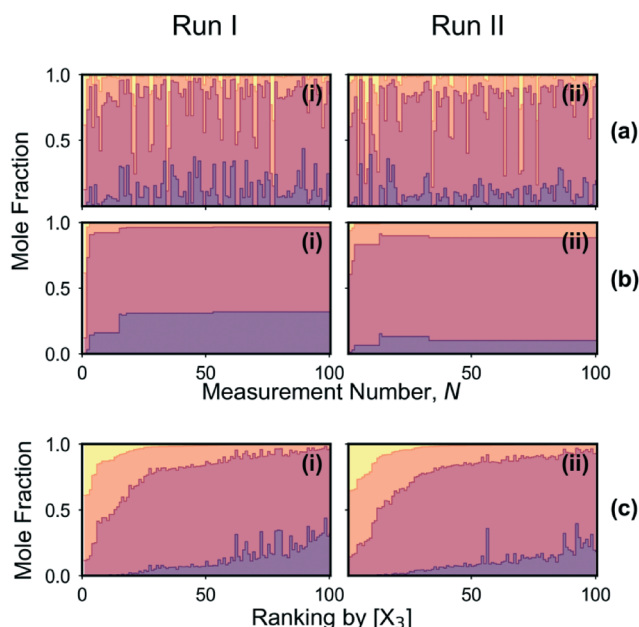 Run I Run II
1.0
(i) (ii)
0.5
(a)
Mole Fraction
1.0
(i) (ii)
0.5
(b)
0.0
0 50 100 50 100
Measurement Number, N
1.0
(i) (ii)
Mole Fraction
0.5
(c)
0.0
0 50 100 50 100
Ranking by [X₃]